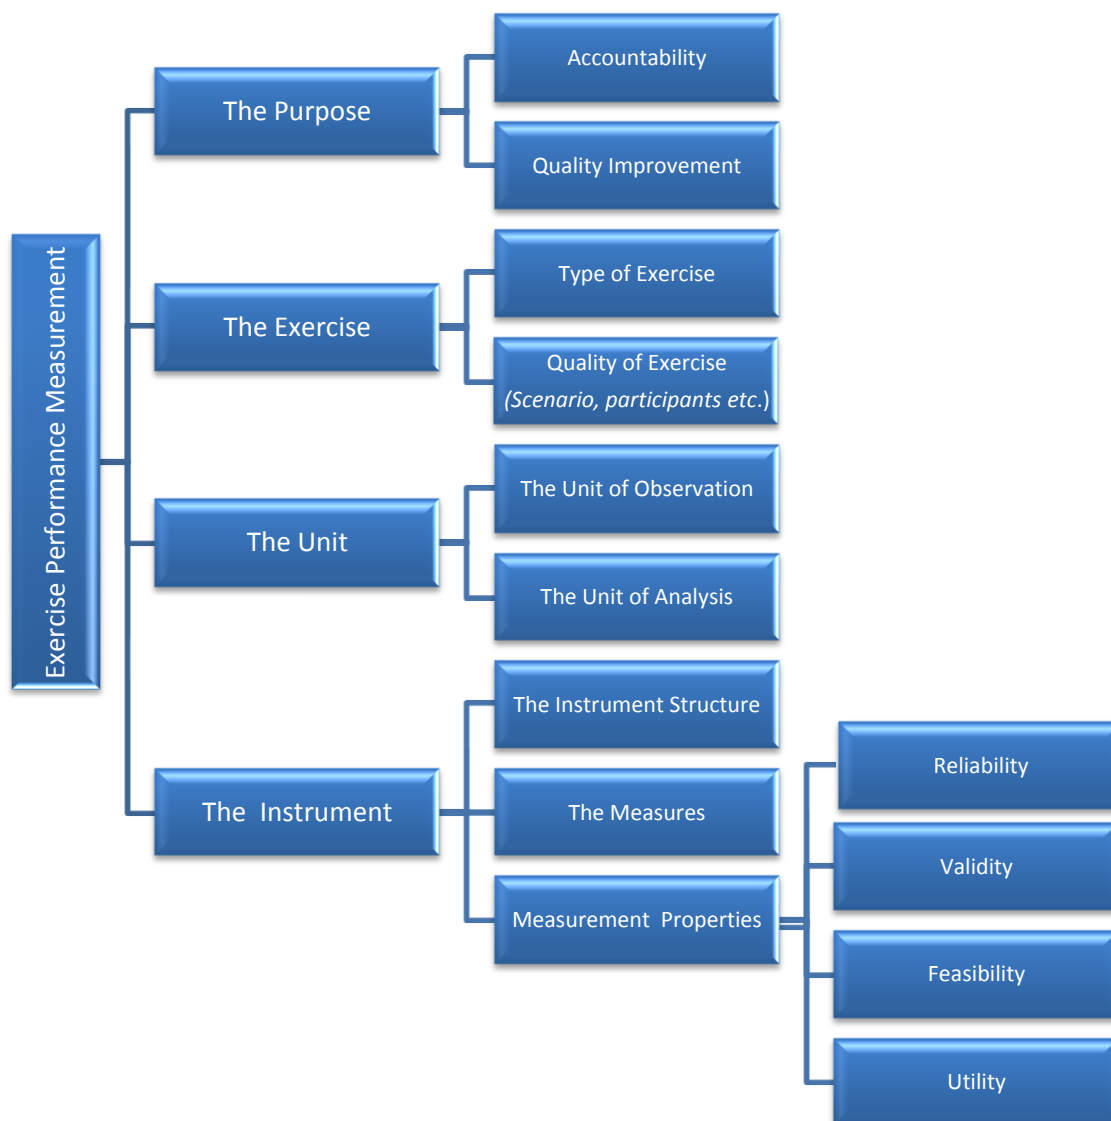 Exercise Performance Measurement
The Purpose
Accountability
Quality Improvement
The Exercise
Type of Exercise
Quality of Exercise
(Scenario, participants etc.)
The Unit
The Unit of Observation
The Unit of Analysis
The Instrument
The Instrument Structure
The Measures
Measurement Properties
Reliability
Validity
Feasibility
Utility